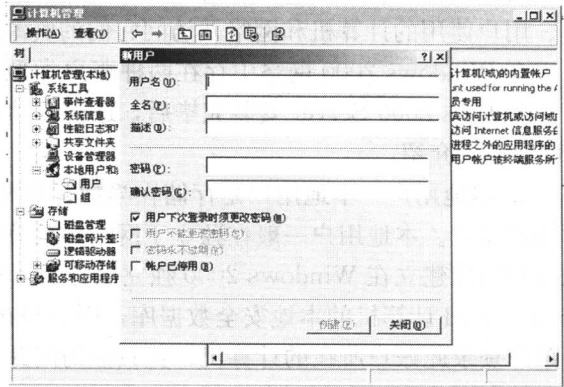 计算机管理
操作(A) 查看(V)
树
计算机管理(本地)
系统工具
事件查看器
系统信息
性能日志和
共享文件夹
设备管理器
本地用户和
用户
组
存储
磁盘管理
磁盘碎片整
逻辑驱动器
可移动存储
服务和应用程序
新用户
用户名(U):
全名(F):
描述(D):
密码(P):
确认密码(C):
用户下次登录时须更改密码(M)
用户不能更改密码(S)
密码永不过期(W)
帐户已停用(B)
创建(E) 关闭(O)
计算机(域)的内置帐户
unt used for running the A
员专用
宾访问计算机或访问域的
访问 Internet 信息服务的
进程之外的应用程序的
用户帐户被终端服务所